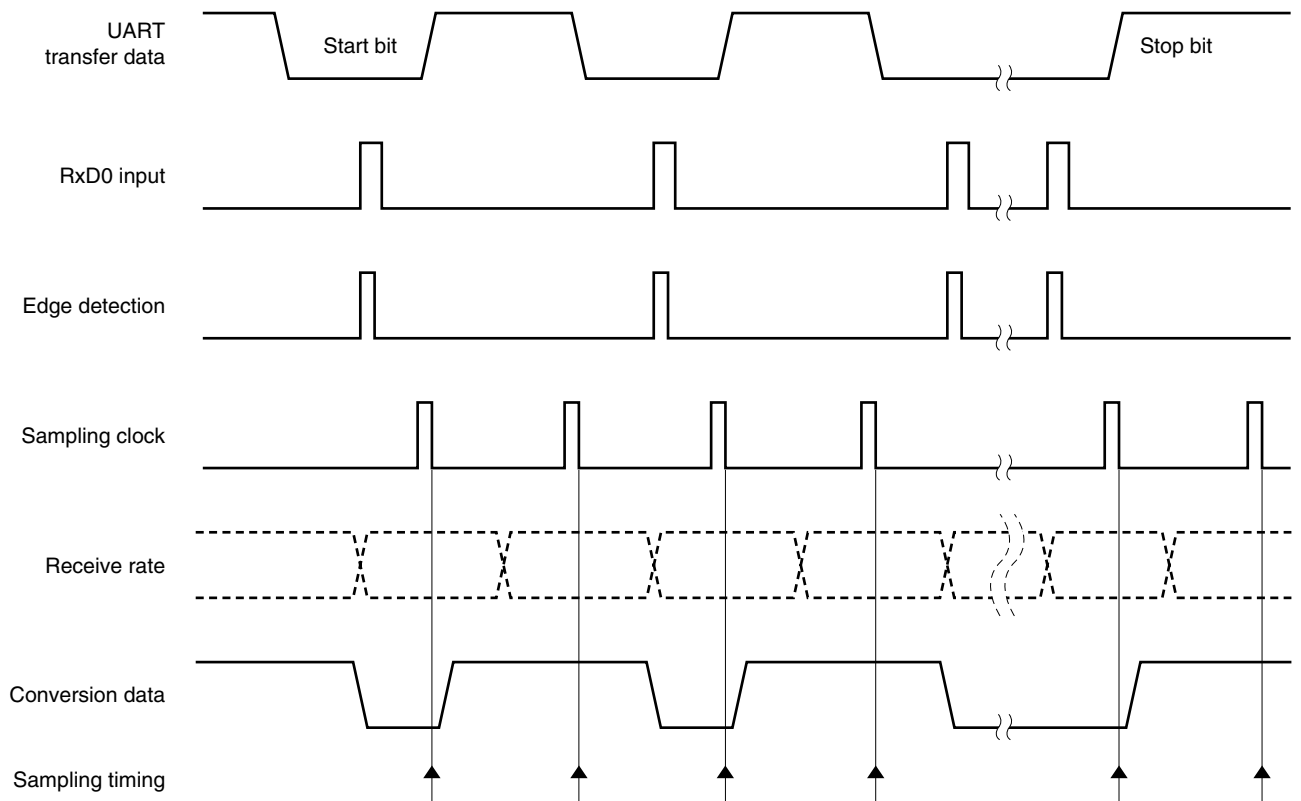 UART
transfer data
Start bit
Stop bit
RxD0 input
Edge detection
Sampling clock
Receive rate
Conversion data
Sampling timing